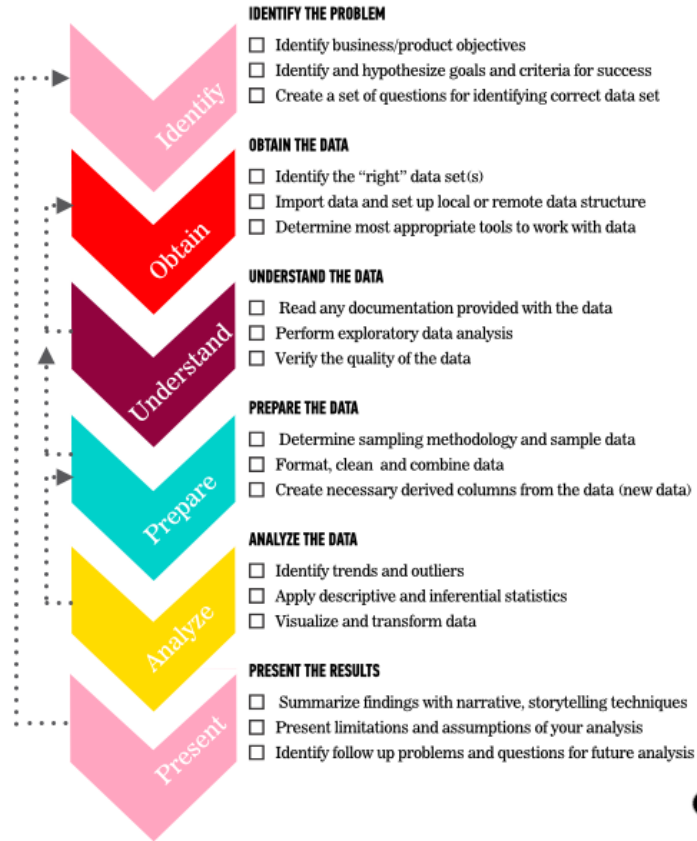 IDENTIFY THE PROBLEM
Identify business/product objectives
Identify and hypothesize goals and criteria for success
Create a set of questions for identifying correct data set
Identify
OBTAIN THE DATA
Identify the “right” data set(s)
Import data and set up local or remote data structure
Determine most appropriate tools to work with data
Obtain
UNDERSTAND THE DATA
Read any documentation provided with the data
Perform exploratory data analysis
Verify the quality of the data
Understand
PREPARE THE DATA
Determine sampling methodology and sample data
Format, clean and combine data
Create necessary derived columns from the data (new data)
Prepare
ANALYZE THE DATA
Identify trends and outliers
Apply descriptive and inferential statistics
Visualize and transform data
Analyze
PRESENT THE RESULTS
Summarize findings with narrative, storytelling techniques
Present limitations and assumptions of your analysis
Identify follow up problems and questions for future analysis
Present